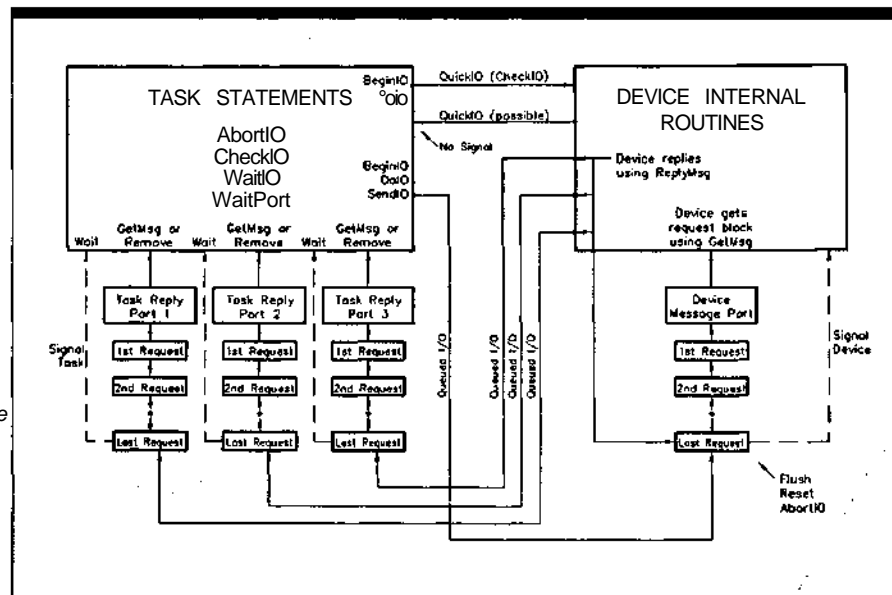 BeginIO
TASK STATEMENTS °oio
AbortIO
CheckIO
WaitIO
WaitPort
BeginIO
DoIO
SendIO
Wait
GetMsg or
Remove
Wait
GetMsg or
Remove
Wait
GetMsg or
Remove
QuickIO (CheckIO)
QuickIO (possible)
No Signal
DEVICE INTERNAL
ROUTINES
Device replies
using ReplyMsg
Device gets
request block
using GetMsg
Signal
Task
Task Reply
Port 1
1st Request
2nd Request
Last Request
Task Reply
Port 2
1st Request
2nd Request
Last Request
Task Reply
Port 3
1st Request
2nd Request
Last Request
Queued I/O
Queued I/O
Queued I/O
Queued I/O
Device
Message Port
1st Request
2nd Request
Last Request
Signal
Device
Flush
Reset
AbortIO
e